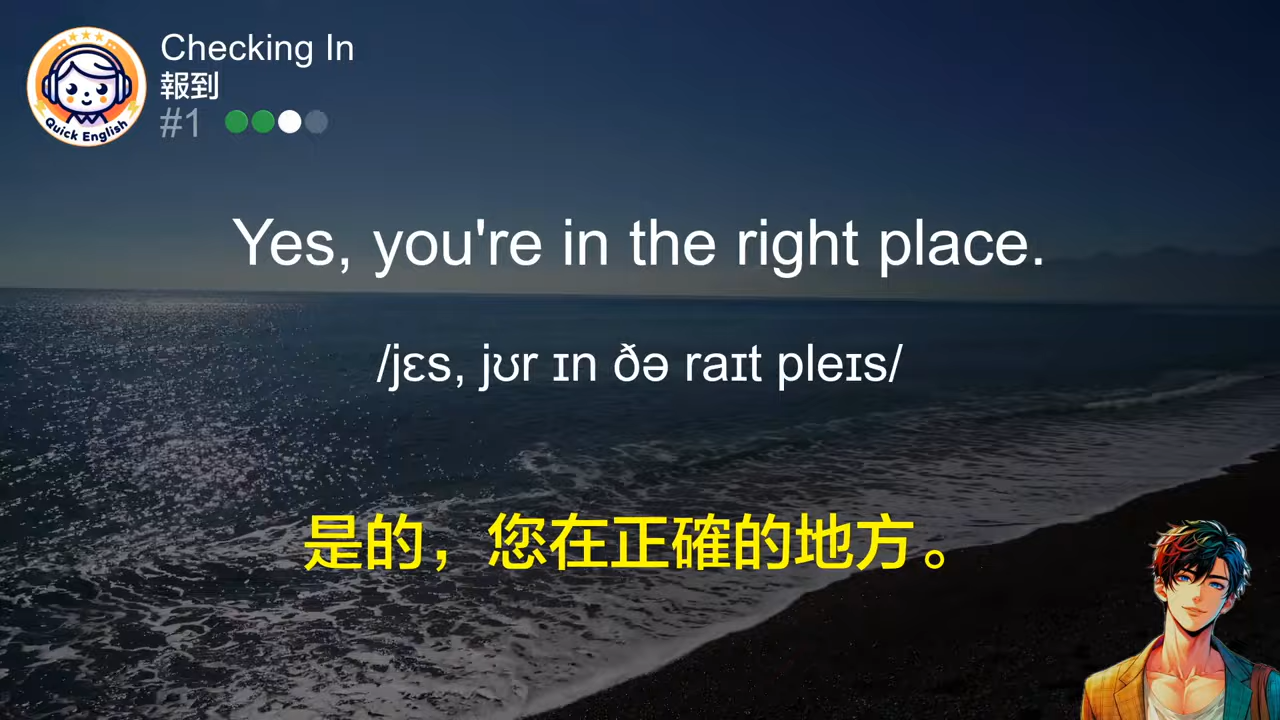 Checking In
報到
#1
Quick English
Yes, you're in the right place.
/jɛs, jʊr ɪn ðə raɪt pleɪs/
是的，您在正確的地方。